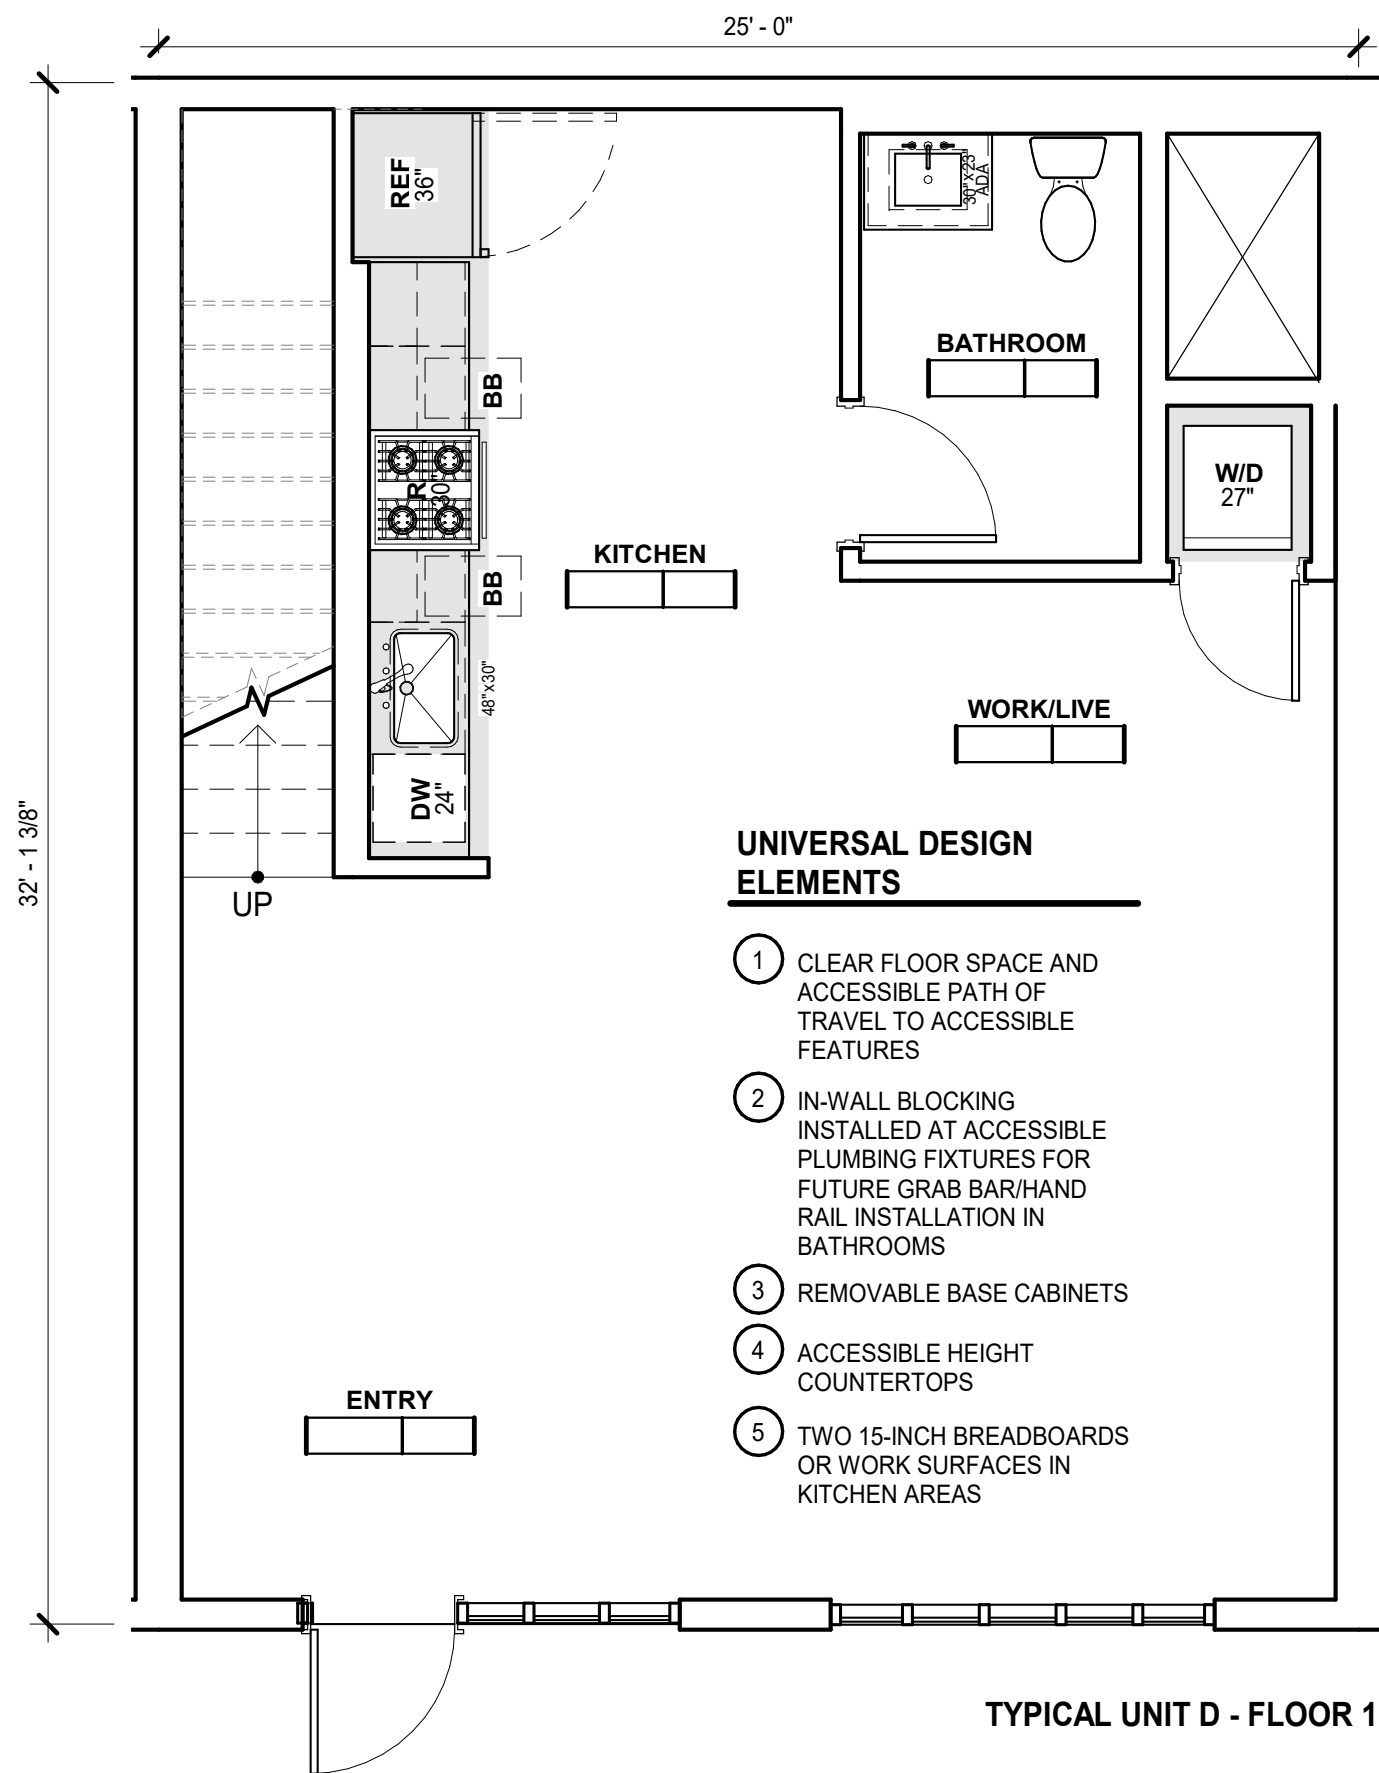 25' - 0"
REF
36"
30"x23"
ADA
BATHROOM
BB
W/D
27"
R
30"
KITCHEN
BB
48"x30"
WORK/LIVE
DW
24"
32' - 1 3/8"
UP
UNIVERSAL DESIGN
ELEMENTS
1 CLEAR FLOOR SPACE AND
ACCESSIBLE PATH OF
TRAVEL TO ACCESSIBLE
FEATURES
2 IN-WALL BLOCKING
INSTALLED AT ACCESSIBLE
PLUMBING FIXTURES FOR
FUTURE GRAB BAR/HAND
RAIL INSTALLATION IN
BATHROOMS
3 REMOVABLE BASE CABINETS
4 ACCESSIBLE HEIGHT
COUNTERTOPS
5 TWO 15-INCH BREADBOARDS
OR WORK SURFACES IN
KITCHEN AREAS
ENTRY
TYPICAL UNIT D - FLOOR 1